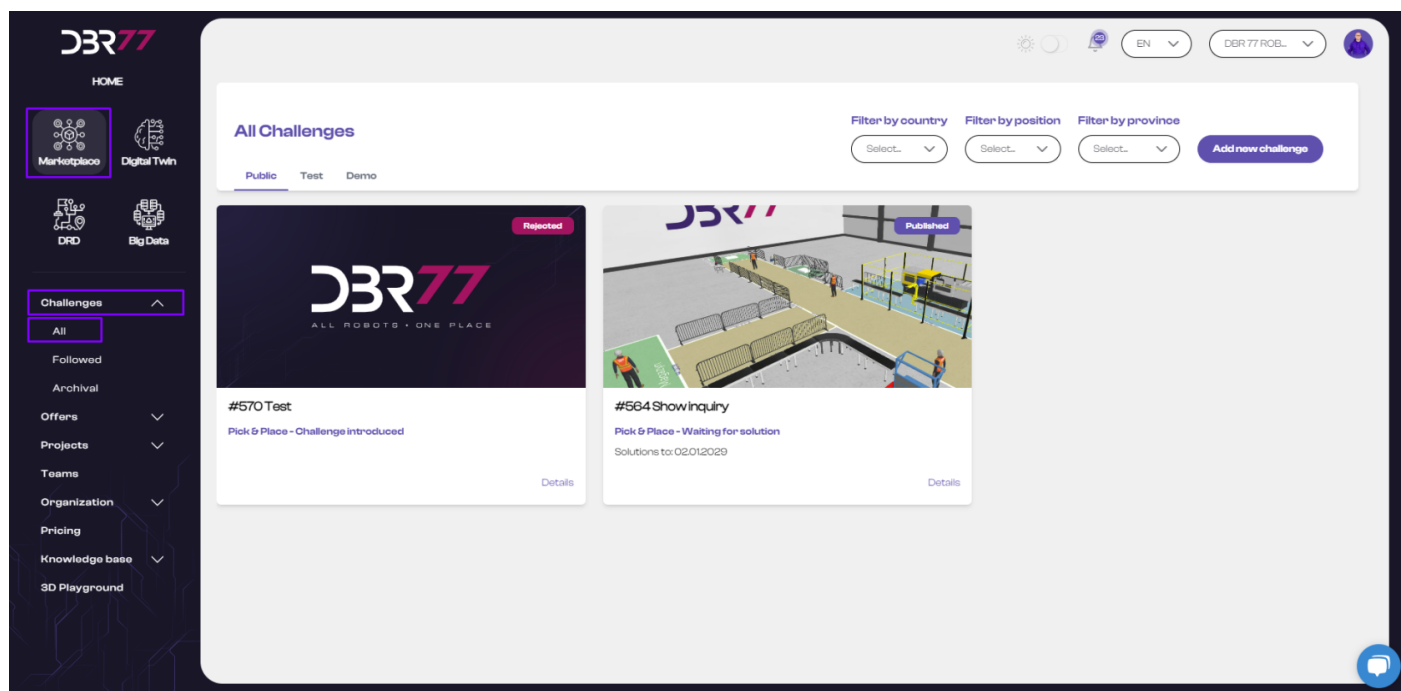 DBR77
HOME
Marketplace
Digital Twin
DRD
Big Data
Challenges
All
Followed
Archival
Offers
Projects
Teams
Organization
Pricing
Knowledge base
3D Playground
23
EN
DBR 77 ROB...
All Challenges
Filter by country
Filter by position
Filter by province
Select...
Select...
Select...
Add new challenge
Public
Test
Demo
Rejected
DBR77
ALL ROBOTS • ONE PLACE
#570 Test
Pick & Place - Challenge introduced
Details
DBR77
Published
#564 Show inquiry
Pick & Place - Waiting for solution
Solutions to: 02.01.2029
Details